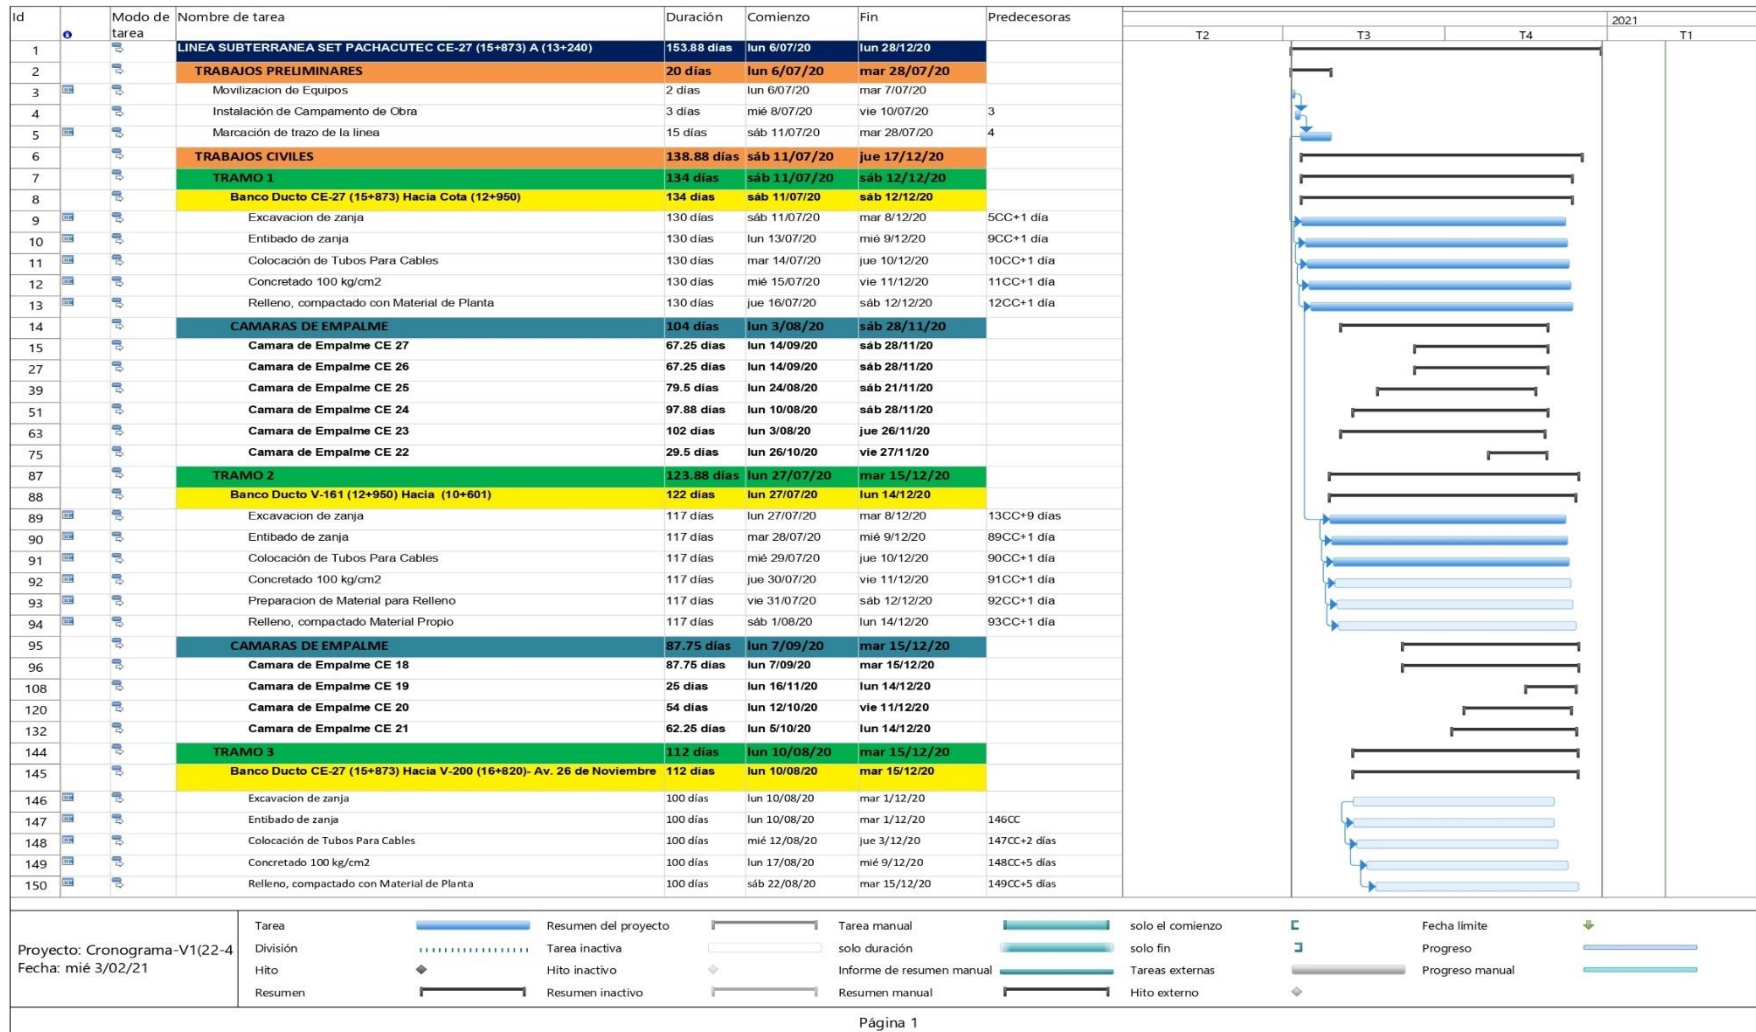 Id Modo de tarea Nombre de tarea Duración Comienzo Fin Predecesoras
2021
T2 T3 T4 T1
1 LINEA SUBTERRANEA SET PACHACUTEC CE-27 (15+873) A (13+240) 153.88 días lun 6/07/20 lun 28/12/20
2 TRABAJOS PRELIMINARES 20 días lun 6/07/20 mar 28/07/20
3 Movilizacion de Equipos 2 días lun 6/07/20 mar 7/07/20
4 Instalación de Campamento de Obra 3 días mié 8/07/20 vie 10/07/20 3
5 Marcación de trazo de la linea 15 días sáb 11/07/20 mar 28/07/20 4
6 TRABAJOS CIVILES 138.88 días sáb 11/07/20 jue 17/12/20
7 TRAMO 1 134 días sáb 11/07/20 sáb 12/12/20
8 Banco Ducto CE-27 (15+873) Hacia Cota (12+950) 134 días sáb 11/07/20 sáb 12/12/20
9 Excavacion de zanja 130 días sáb 11/07/20 mar 8/12/20 5CC+1 día
10 Entibado de zanja 130 días lun 13/07/20 mié 9/12/20 9CC+1 día
11 Colocación de Tubos Para Cables 130 días mar 14/07/20 jue 10/12/20 10CC+1 día
12 Concretado 100 kg/cm2 130 días mié 15/07/20 vie 11/12/20 11CC+1 día
13 Relleno, compactado con Material de Planta 130 días jue 16/07/20 sáb 12/12/20 12CC+1 día
14 CAMARAS DE EMPALME 104 días lun 3/08/20 sáb 28/11/20
15 Camara de Empalme CE 27 67.25 días lun 14/09/20 sáb 28/11/20
27 Camara de Empalme CE 26 67.25 días lun 14/09/20 sáb 28/11/20
39 Camara de Empalme CE 25 79.5 días lun 24/08/20 sáb 21/11/20
51 Camara de Empalme CE 24 97.88 días lun 10/08/20 sáb 28/11/20
63 Camara de Empalme CE 23 102 días lun 3/08/20 jue 26/11/20
75 Camara de Empalme CE 22 29.5 días lun 26/10/20 vie 27/11/20
87 TRAMO 2 123.88 días lun 27/07/20 mar 15/12/20
88 Banco Ducto V-161 (12+950) Hacia (10+601) 122 días lun 27/07/20 lun 14/12/20
89 Excavacion de zanja 117 días lun 27/07/20 mar 8/12/20 13CC+9 días
90 Entibado de zanja 117 días mar 28/07/20 mié 9/12/20 89CC+1 día
91 Colocación de Tubos Para Cables 117 días mié 29/07/20 jue 10/12/20 90CC+1 día
92 Concretado 100 kg/cm2 117 días jue 30/07/20 vie 11/12/20 91CC+1 día
93 Preparacion de Material para Relleno 117 días vie 31/07/20 sáb 12/12/20 92CC+1 día
94 Relleno, compactado Material Propio 117 días sáb 1/08/20 lun 14/12/20 93CC+1 día
95 CAMARAS DE EMPALME 87.75 días lun 7/09/20 mar 15/12/20
96 Camara de Empalme CE 18 87.75 días lun 7/09/20 mar 15/12/20
108 Camara de Empalme CE 19 25 días lun 16/11/20 lun 14/12/20
120 Camara de Empalme CE 20 54 días lun 12/10/20 vie 11/12/20
132 Camara de Empalme CE 21 62.25 días lun 5/10/20 lun 14/12/20
144 TRAMO 3 112 días lun 10/08/20 mar 15/12/20
145 Banco Ducto CE-27 (15+873) Hacia V-200 (16+820)- Av. 26 de Noviembre 112 días lun 10/08/20 mar 15/12/20
146 Excavacion de zanja 100 días lun 10/08/20 mar 1/12/20
147 Entibado de zanja 100 días lun 10/08/20 mar 1/12/20 146CC
148 Colocación de Tubos Para Cables 100 días mié 12/08/20 jue 3/12/20 147CC+2 días
149 Concretado 100 kg/cm2 100 días lun 17/08/20 mié 9/12/20 148CC+5 días
150 Relleno, compactado con Material de Planta 100 días sáb 22/08/20 mar 15/12/20 149CC+5 días
Proyecto: Cronograma-V1(22-4
Fecha: mié 3/02/21
Tarea Resumen del proyecto Tarea manual solo el comienzo Fecha límite
División Tarea inactiva solo duración solo fin Progreso
Hito Hito inactivo Informe de resumen manual Tareas externas Progreso manual
Resumen Resumen inactivo Resumen manual Hito externo
Página 1